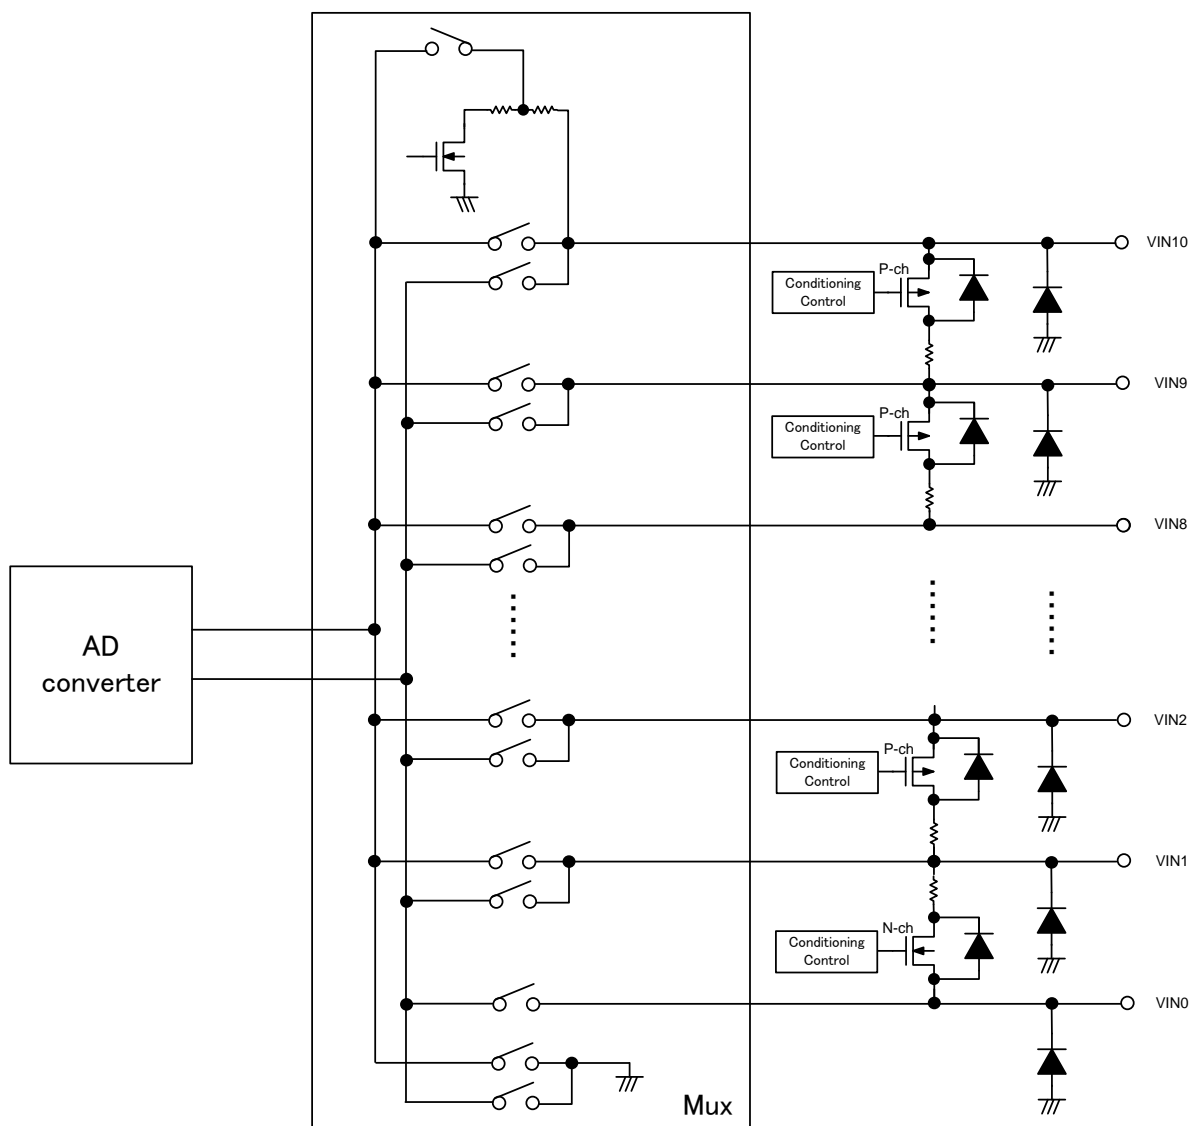 VIN10
P-ch
Conditioning
Control
VIN9
P-ch
Conditioning
Control
VIN8
AD
converter
VIN2
P-ch
Conditioning
Control
VIN1
N-ch
Conditioning
Control
VIN0
Mux